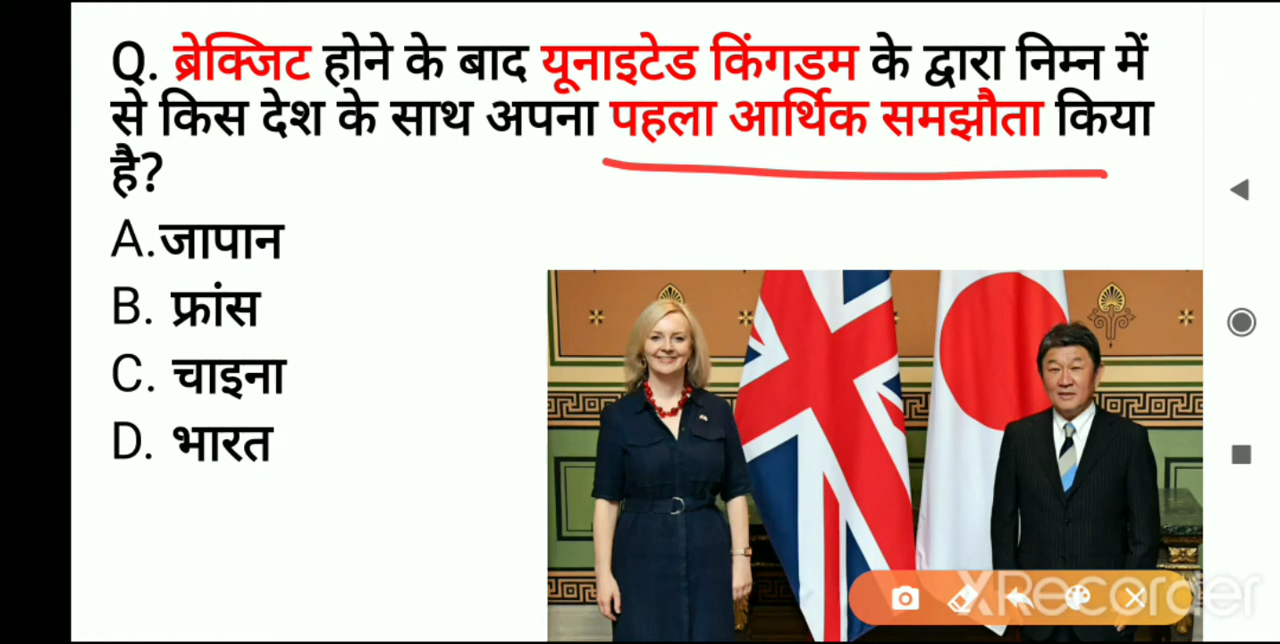 Q. ब्रेक्जिट होने के बाद यूनाइटेड किंगडम के द्वारा निम्न में
से किस देश के साथ अपना पहला आर्थिक समझौता किया
है?
A.जापान
B. फ्रांस
C. चाइना
D. भारत
XRecorder